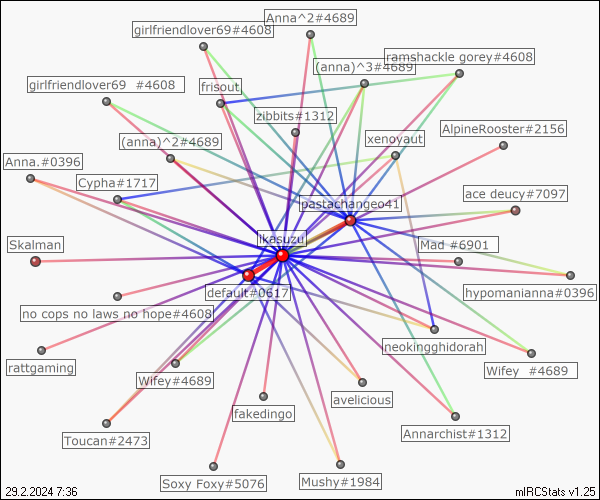 Anna^2#4689
girlfriendlover69#4608
ramshackle gorey#4608
(anna)^3#4689
girlfriendlover69 #4608
frisout
zibbits#1312
AlpineRooster#2156
(anna)^2#4689
xenoyaut
Anna.#0396
Cypha#1717
ace deucy#7097
pastachangeo41
ikasuzu
Skalman
Mad #6901
default#0617
hypomanianna#0396
no cops no laws no hope#4608
neokingghidorah
rattgaming
Wifey #4689
Wifey#4689
avelicious
fakedingo
Annarchist#1312
Toucan#2473
Soxy Foxy#5076
Mushy#1984
29.2.2024 7:36
mIRCStats v1.25